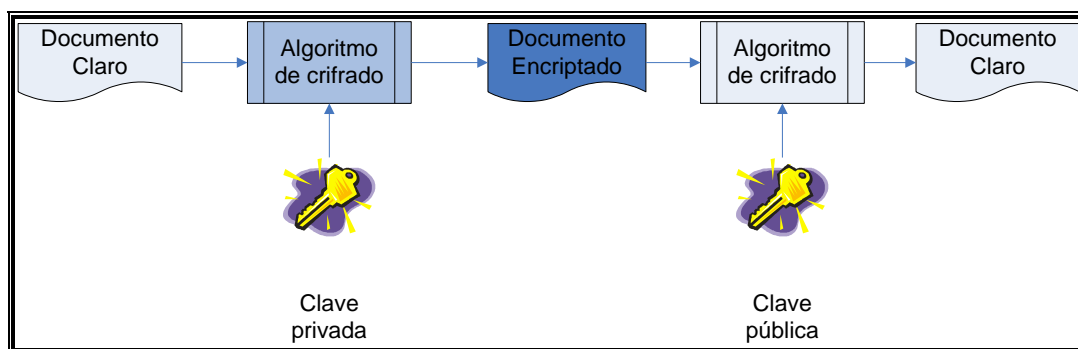 Documento
Claro
Algoritmo
de crifrado
Documento
Encriptado
Algoritmo
de crifrado
Documento
Claro
Clave
privada
Clave
pública